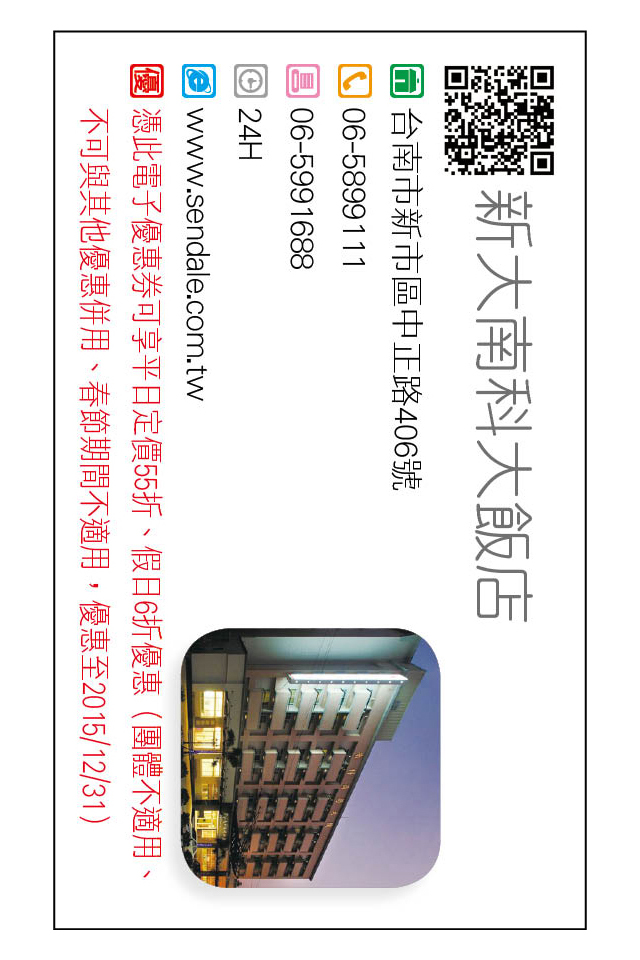 新大南科大飯店
台南市新市區中正路406號
06-5899111
06-5991688
24H
www.sendale.com.tw
優 憑此電子優惠券可享平日定價55折、假日6折優惠（團體不適用、
不可與其他優惠併用、春節期間不適用，優惠至2015/12/31）